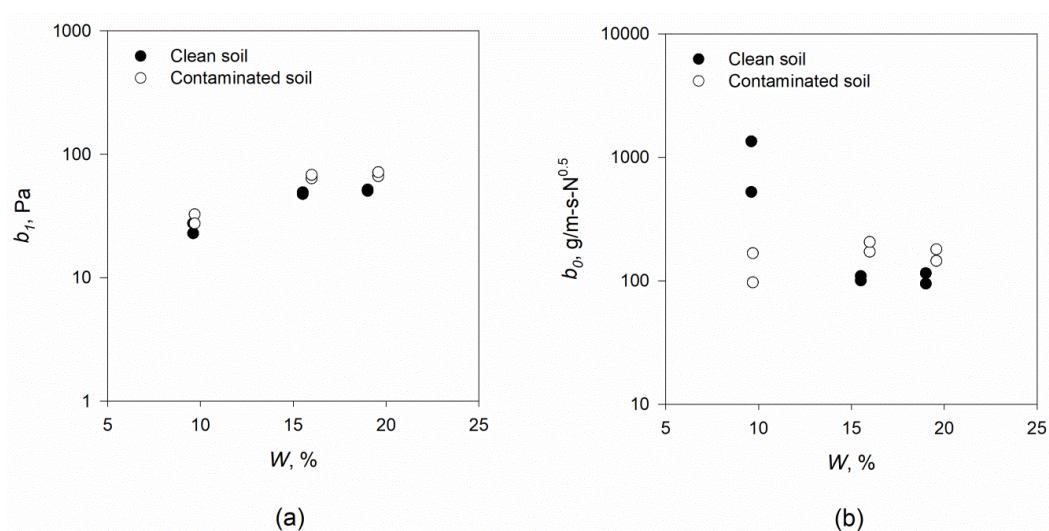 1000
100
10
1
b1, Pa
Clean soil
Contaminated soil
5 10 15 20 25
W, %
(a)
10000
1000
100
10
b0, g/m-s-N^0.5
Clean soil
Contaminated soil
5 10 15 20 25
W, %
(b)